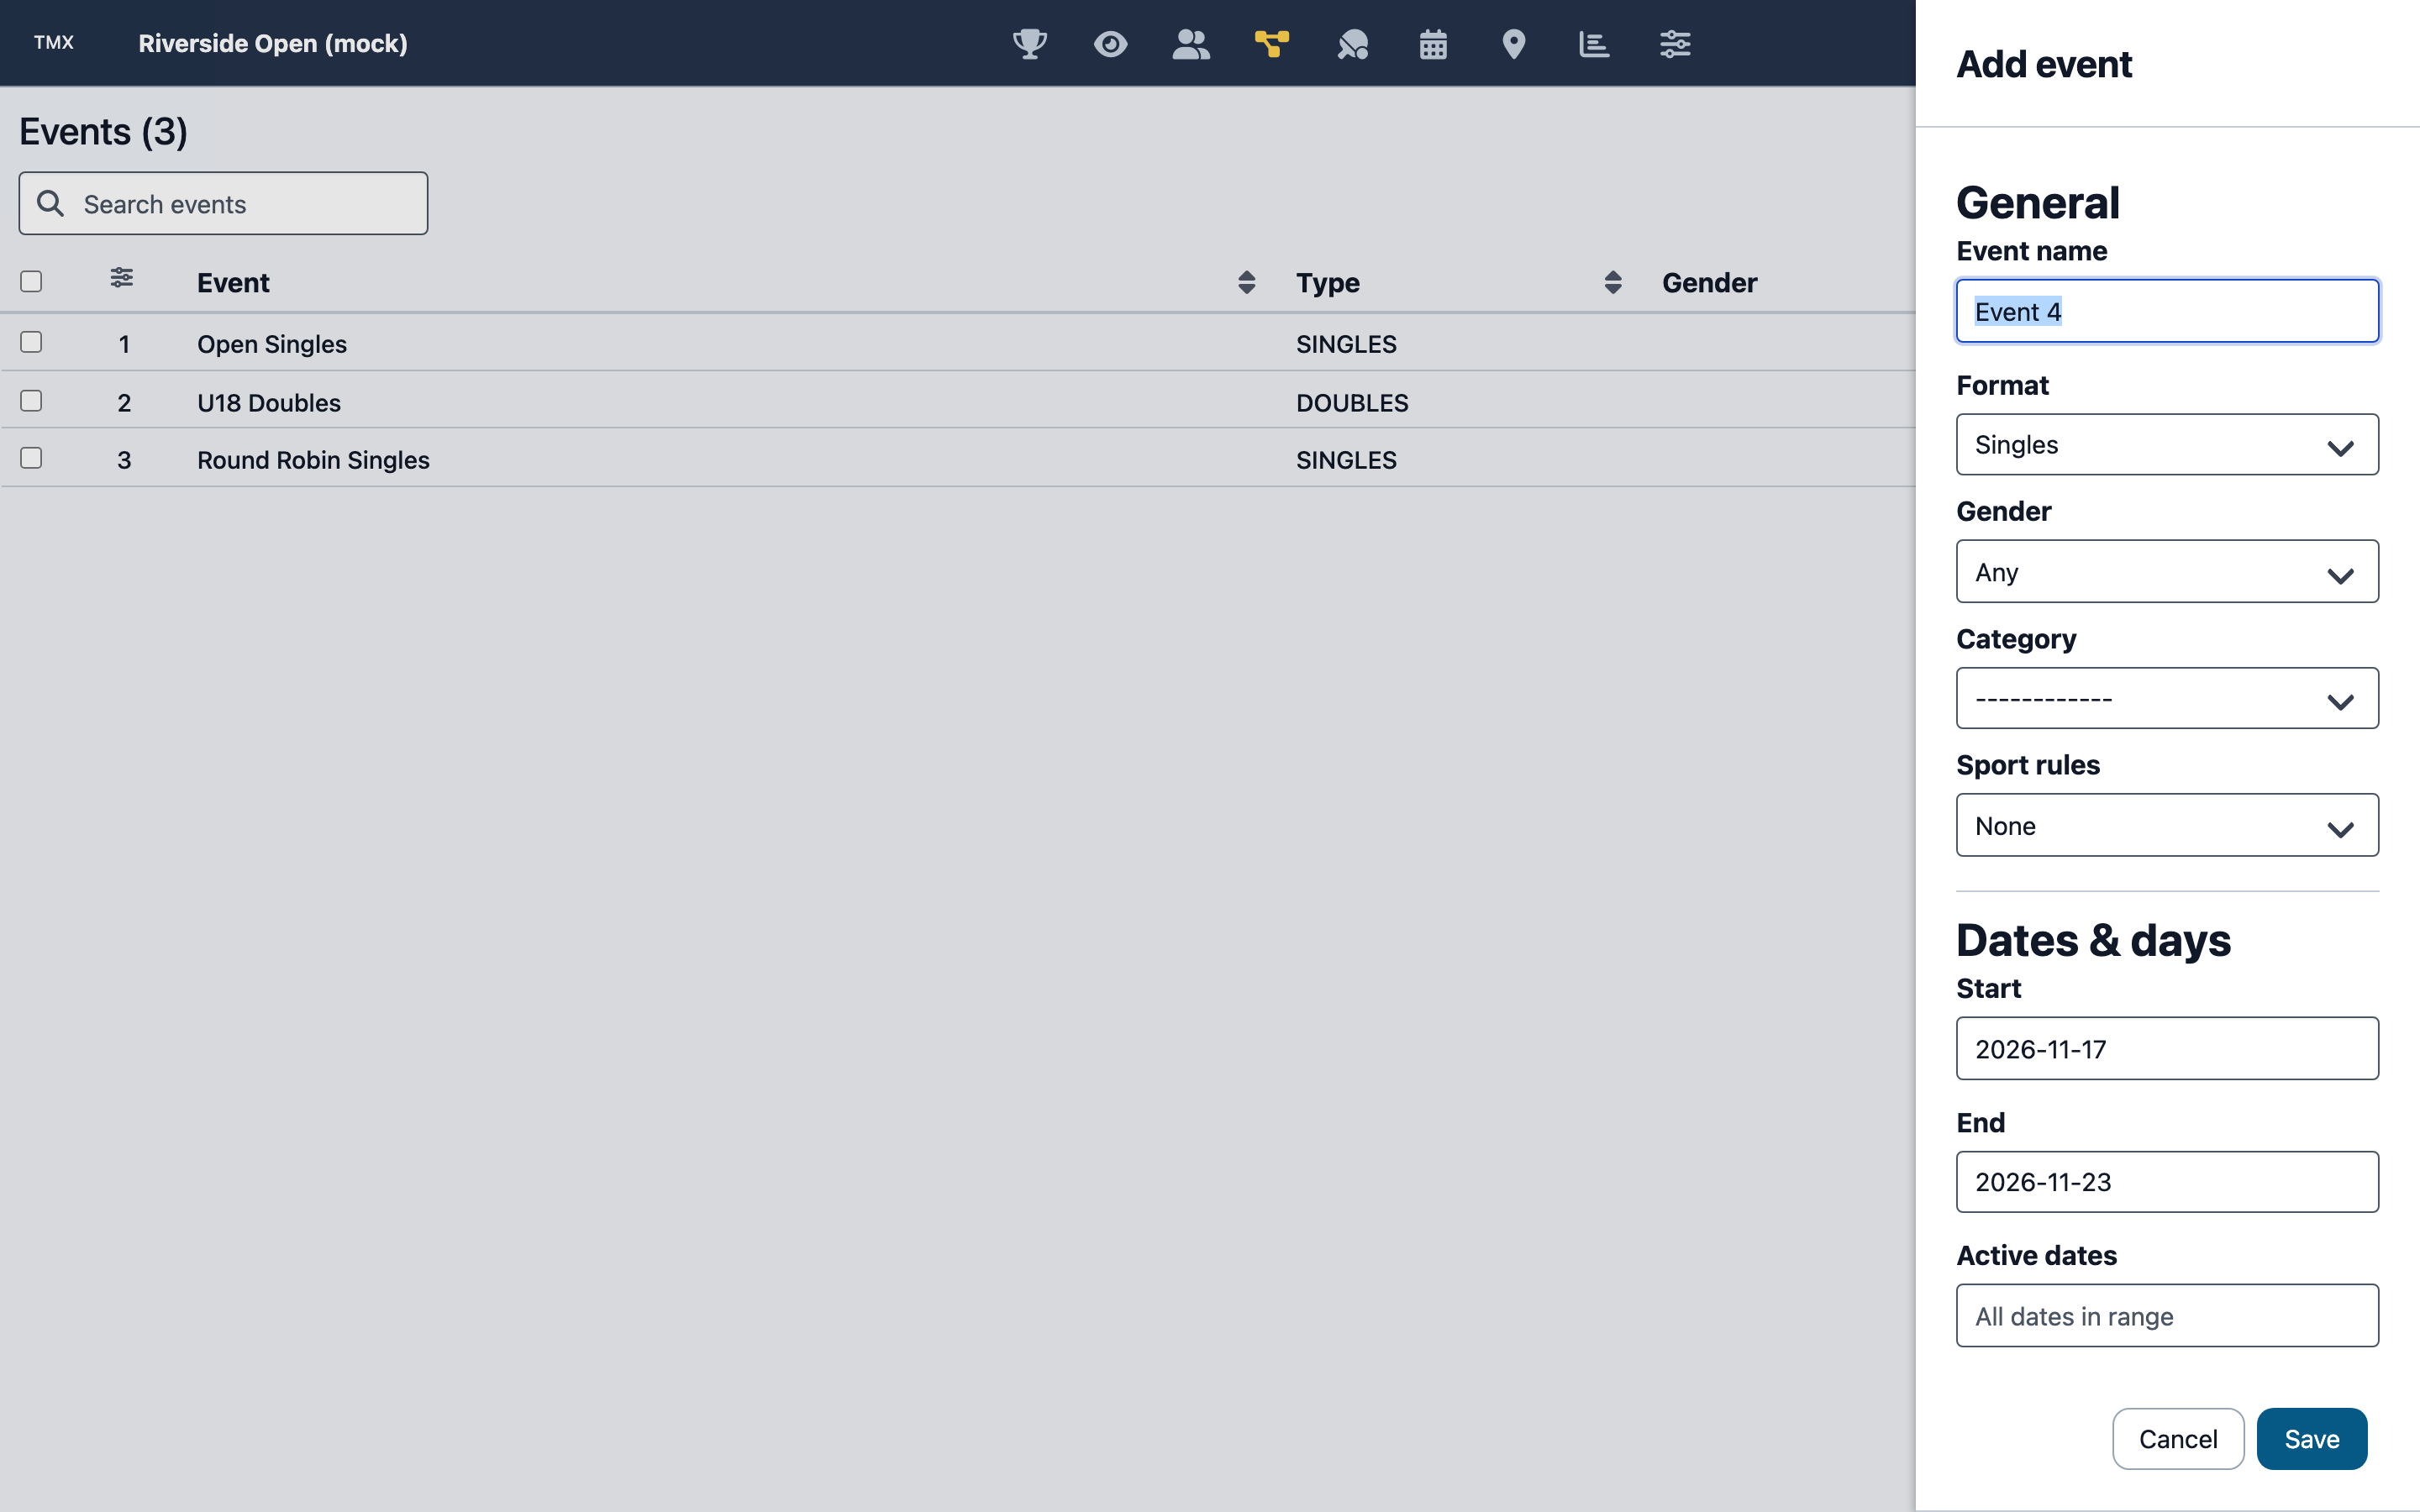 TMX
Riverside Open (mock)
Events (3)
Search events
Event Type Gender
1 Open Singles SINGLES
2 U18 Doubles DOUBLES
3 Round Robin Singles SINGLES
Add event
General
Event name
Event 4
Format
Singles
Gender
Any
Category
------------
Sport rules
None
Dates & days
Start
2026-11-17
End
2026-11-23
Active dates
All dates in range
Cancel Save